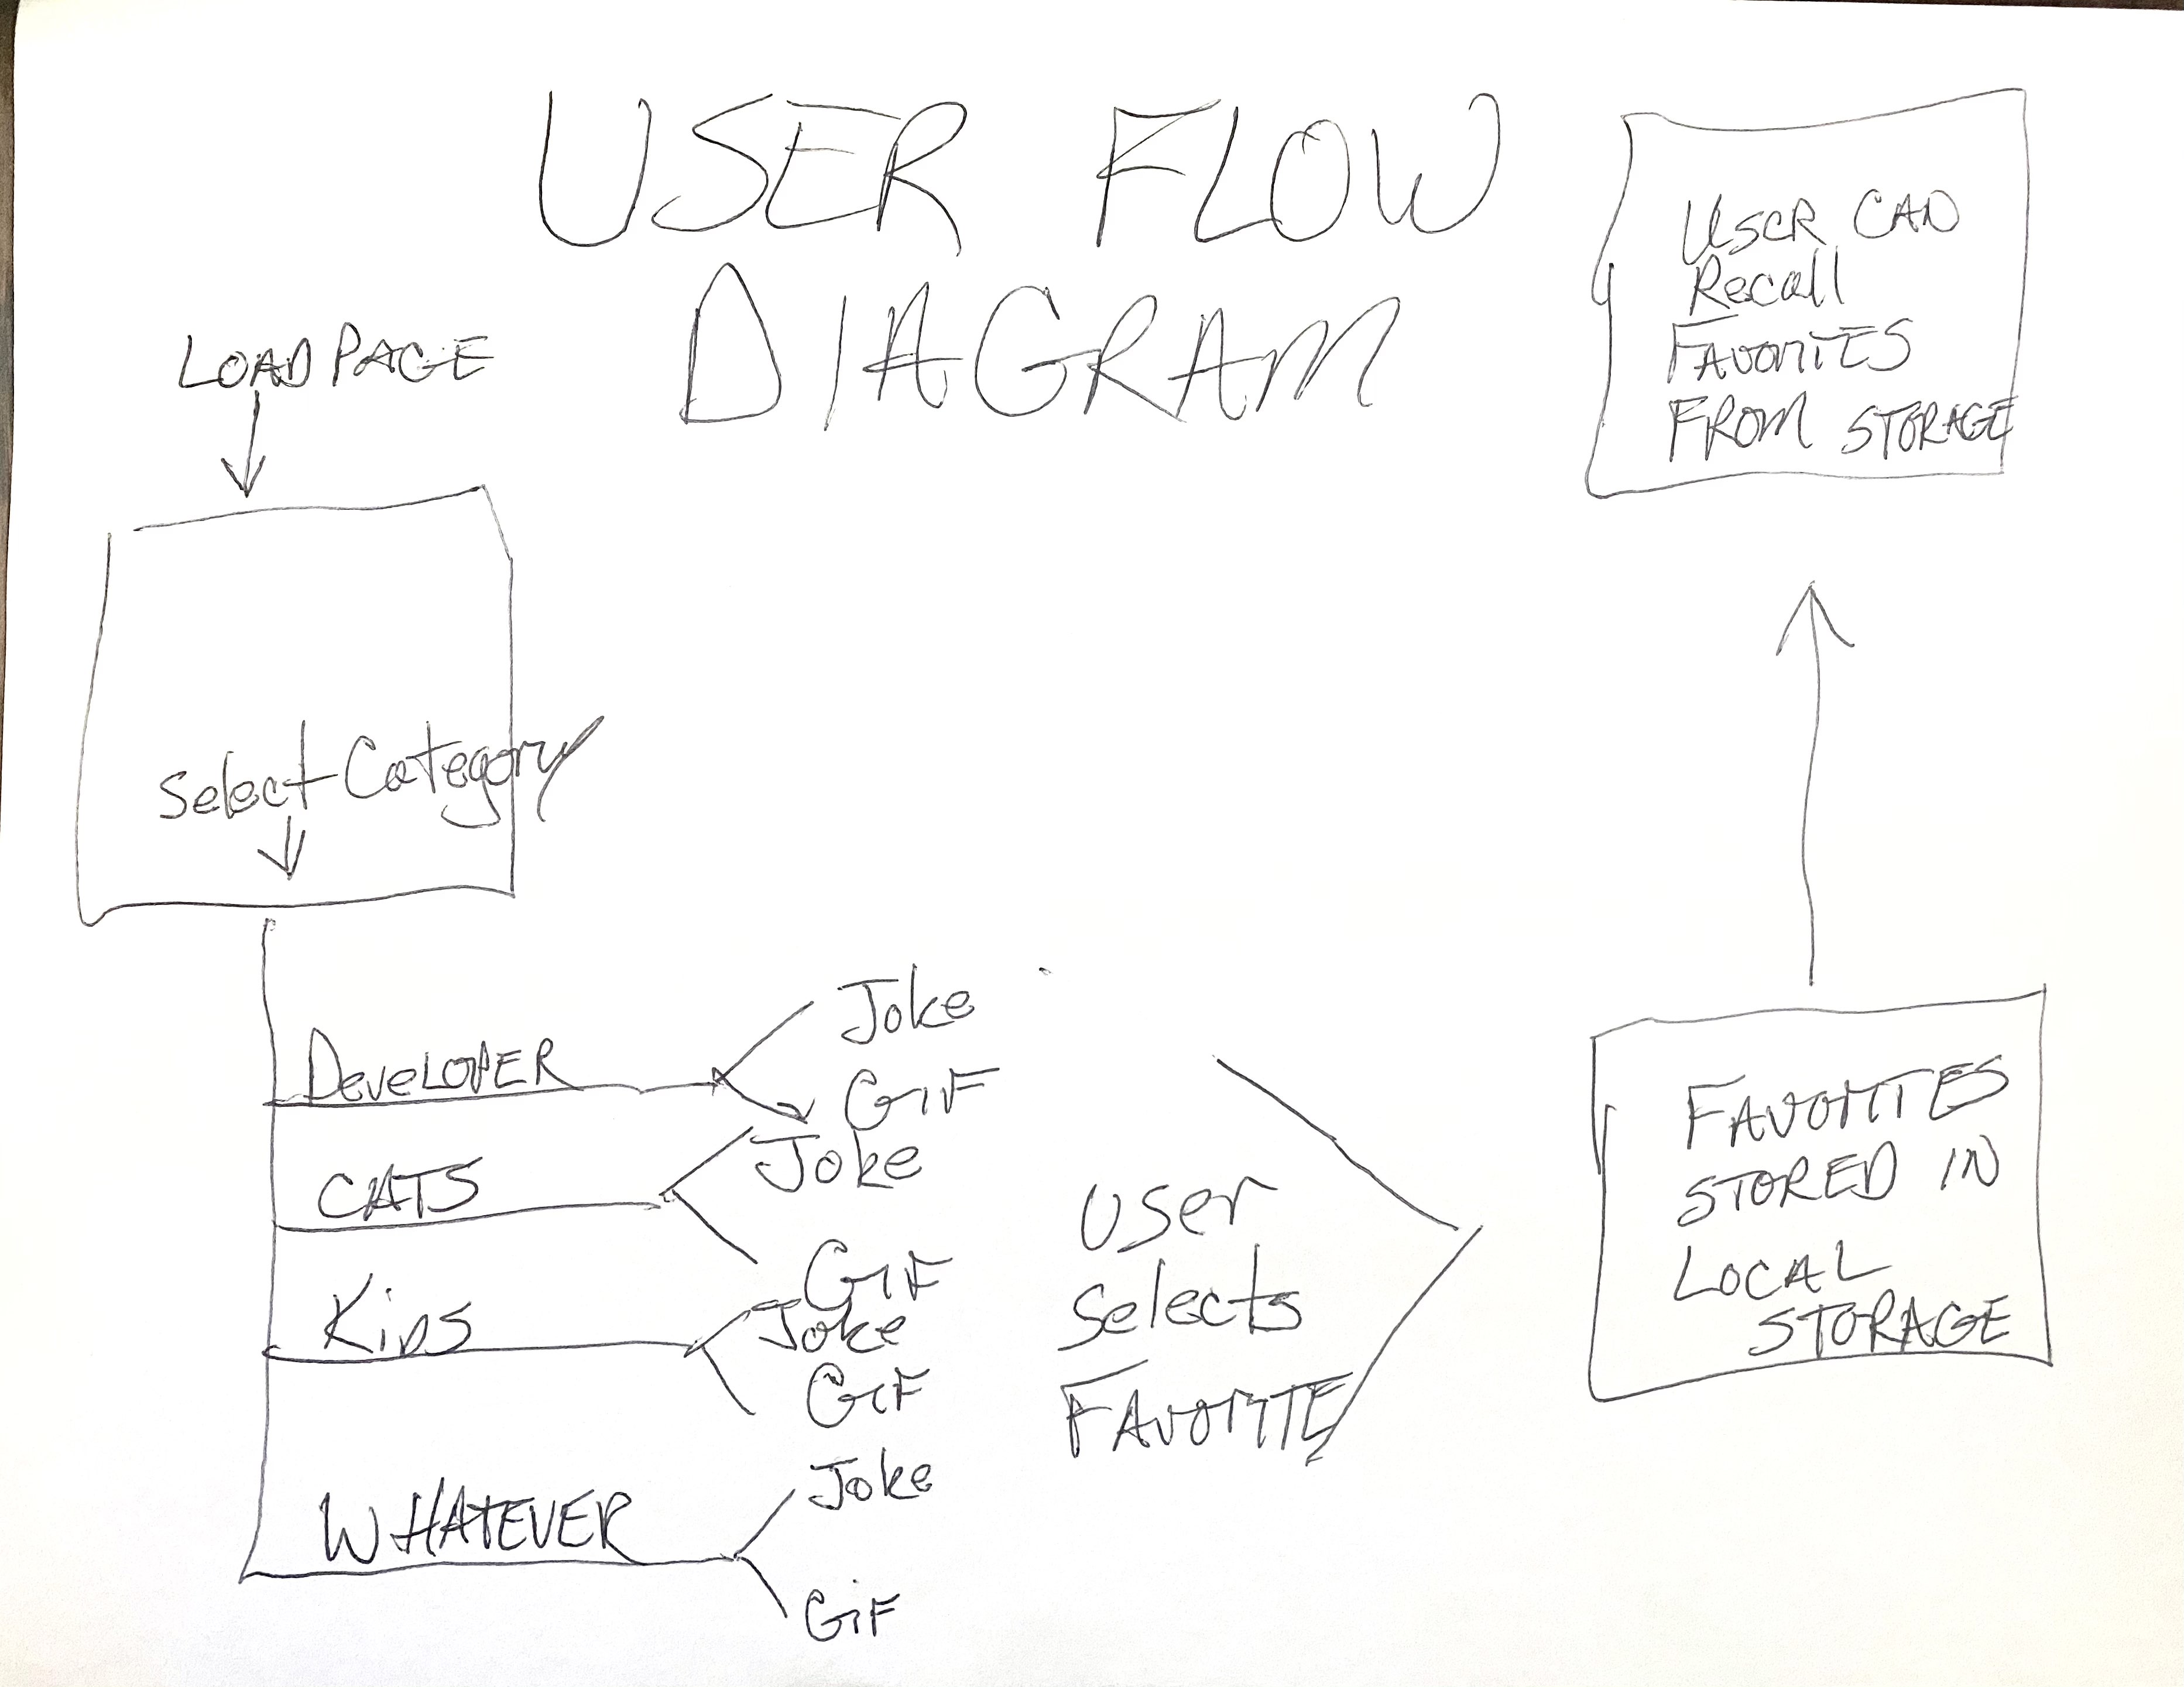 USER FLOW
DIAGRAM
LOAD PAGE
Select Category
DEVELOPER
Joke
GIF
CATS
Joke
GIF
KIDS
Joke
GIF
WHATEVER
Joke
GIF
User
Selects
FAVORITE
FAVORITES
STORED IN
LOCAL
STORAGE
USER CAN
Recall
FAVORITES
FROM STORAGE